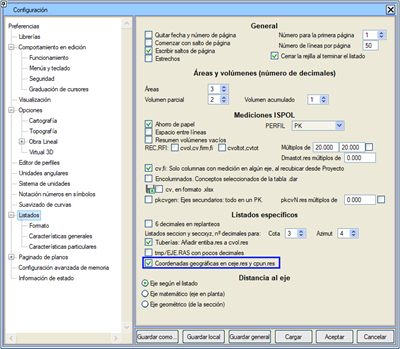 Configuración
Preferencias
Librerías
Comportamiento en edición
Funcionamiento
Menús y teclado
Seguridad
Graduación de cursores
Visualización
Opciones
Cartografía
Topografía
Obra Lineal
Virtual 3D
Editor de perfiles
Unidades angulares
Sistema de unidades
Notación números en símbolos
Suavizado de curvas
Listados
Formato
Características generales
Características particulares
Paginado de planos
Configuración avanzada de memoria
Información de estado
General
Quitar fecha y número de página
Número para la primera página 1
Comenzar con salto de página
Número de líneas por página 50
Escribir saltos de página
Estrechos
Cerrar la rejilla al terminar el listado
Áreas y volúmenes (número de decimales)
Áreas 3
Volumen parcial 2
Volumen acumulado 1
Mediciones ISPOL
Ahorro de papel
PERFIL PK
Espacio entre líneas
Resumen volúmenes vacíos
REC,RFI: cvol,cv,firm.fi cvoltot,cvtot Múltiplos de 20.000 20.000
Dmastot.res múltiplos de 0.000
cv.fi: Solo columnas con medición en algún eje, al recubicar desde Proyecto
Encolumnados. Conceptos seleccionados de la tabla .dar
cv, en formato .xlsx
pkcvgen: Ejes secundarios: todo en un PK.
pkcvN.res múltiplos de 0.000
Listados específicos
6 decimales en replanteos
Listados seccion y seccxyz, nº decimales para: Cota 3 Azimut 4
Tuberías: Añadir entiba.res a cvol.res
tmp/EJE.RAS con pocos decimales
Coordenadas geográficas en ceje.res y cpun.res
Distancia al eje
Eje según el listado
Eje matemático (eje en planta)
Eje geométrico (de la sección)
Guardar como...
Guardar local
Guardar general
Cargar
Aceptar
Cancelar